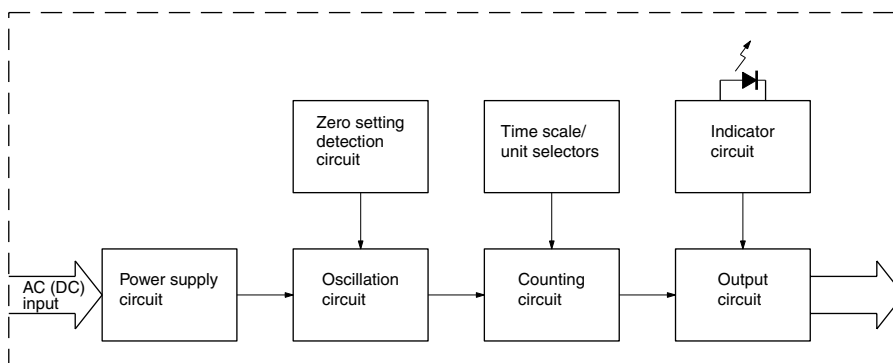 Zero setting
detection
circuit
Time scale/
unit selectors
Indicator
circuit
AC (DC)
input
Power supply
circuit
Oscillation
circuit
Counting
circuit
Output
circuit